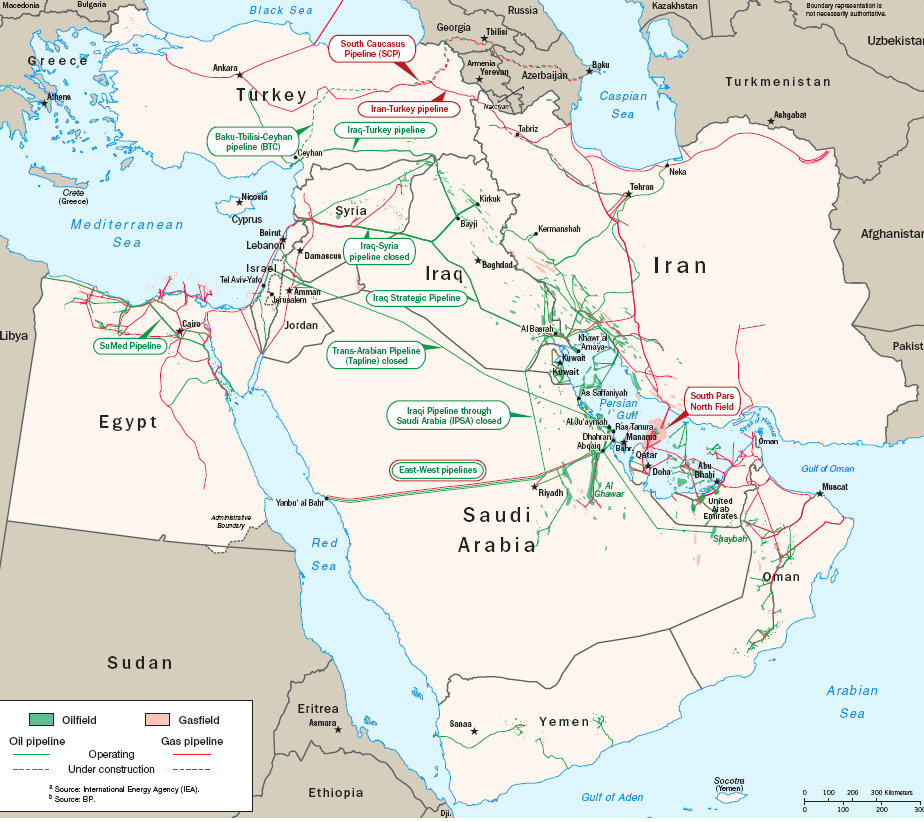 Macedonia
Bulgaria
Black Sea
Russia
Kazakhstan
Boundary representation is
not necessarily authoritative.
Uzbekistan
Georgia
Tbilisi
Greece
South Caucasus
Pipeline (SCP)
Ankara
Armenia
Yerevan
Azerbaijan
Baku
Turkmenistan
Athens
Turkey
Iran-Turkey pipeline
Caspian
Sea
Ashgabat
Baku-Tbilisi-Ceyhan
pipeline (BTC)
Iraq-Turkey pipeline
Tabriz
Ceyhan
Neka
Crete
(Greece)
Nicosia
Cyprus
Tehran
Syria
Kirkuk
Bayji
Mediterranean
Sea
Beirut
Lebanon
Damascus
Iraq-Syria
pipeline closed
Kermanshah
Afghanistan
Israel
Tel Aviv-Yafo
Iraq
Baghdad
Iran
Amman
Jerusalem
Iraq Strategic Pipeline
Libya
Cairo
Jordan
Al Basrah
Khawr al
Amaya
SuMed Pipeline
Trans-Arabian Pipeline
(Tapline) closed
Kuwait
Kuwait
Pakist
As Saffaniyah
Persian
Gulf
South Pars
North Field
Egypt
Iraqi Pipeline through
Saudi Arabia (IPSA) closed
Al Ju'aymah
Ras Tanura
Dhahran
Manama
Abqaiq
Bahr.
Strait of Hormuz
Oman
Qatar
Doha
Abu
Dhabi
Gulf of Oman
East-West pipelines
Riyadh
Al
Ghawar
Muscat
Yanbu' al Bahr
United
Arab
Emirates
Saudi
Arabia
Administrative
Boundary
Shaybah
Red
Sea
Oman
Sudan
Arabian
Sea
Eritrea
Asmara
Sanaa
Yemen
Oilfield
Gasfield
Oil pipeline
Gas pipeline
Operating
Under construction
a Source: International Energy Agency (IEA).
b Source: BP.
Ethiopia
Dji.
Gulf of Aden
Socotra
(Yemen)
0 100 200 300 Kilometers
0 100 200 300